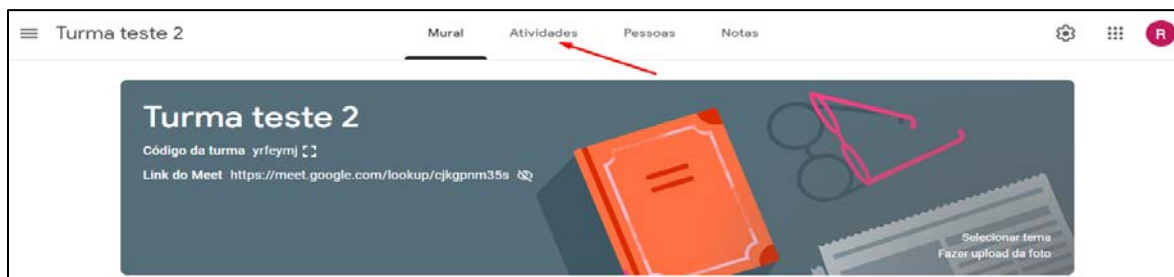 Turma teste 2
Mural Atividades Pessoas Notas
R
Turma teste 2
Código da turma yrfeymj
Link do Meet https://meet.google.com/lookup/cjkgpnm35s
Selecionar tema
Fazer upload da foto